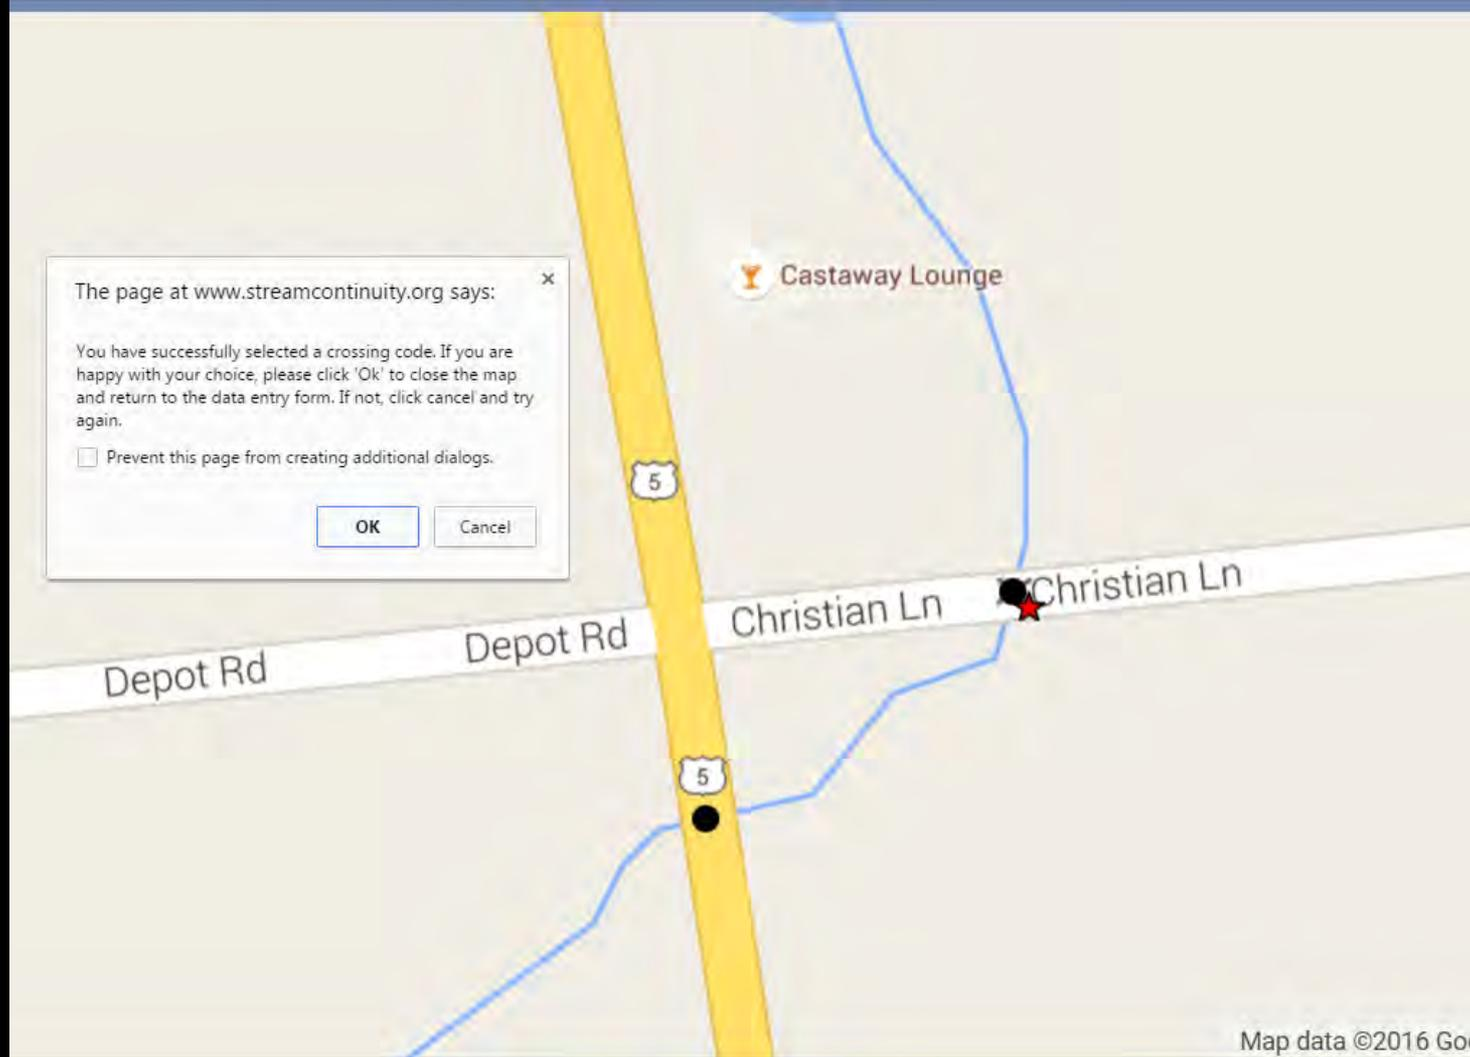 Castaway Lounge
The page at www.streamcontinuity.org says:
×
You have successfully selected a crossing code. If you are
happy with your choice, please click 'Ok' to close the map
and return to the data entry form. If not, click cancel and try
again.
Prevent this page from creating additional dialogs.
OK
Cancel
5
Christian Ln
Christian Ln
Depot Rd
Depot Rd
5
Map data ©2016 Goo